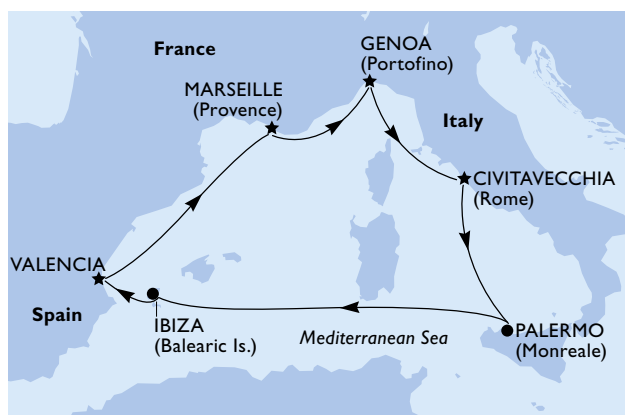 France
GENOA
(Portofino)
MARSEILLE
(Provence)
Italy
CIVITAVECCHIA
(Rome)
VALENCIA
Spain
IBIZA
(Balearic Is.)
Mediterranean Sea
PALERMO
(Monreale)